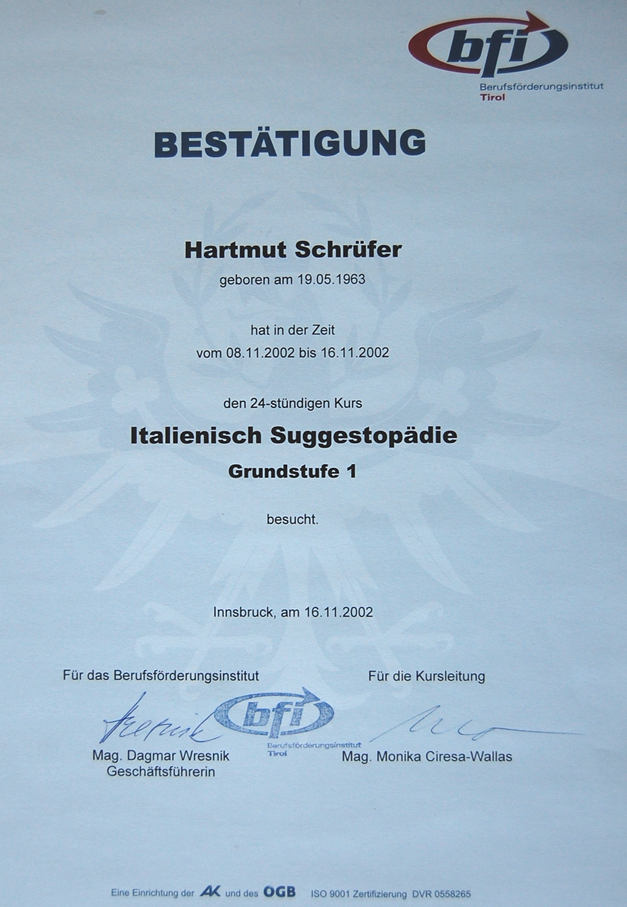 bfi
Berufsförderungsinstitut
Tirol
BESTÄTIGUNG
Hartmut Schrüfer
geboren am 19.05.1963
hat in der Zeit
vom 08.11.2002 bis 16.11.2002
den 24-stündigen Kurs
Italienisch Suggestopädie
Grundstufe 1
besucht.
Innsbruck, am 16.11.2002
Für das Berufsförderungsinstitut
Für die Kursleitung
Wresnik
bfi
Berufsförderungsinstitut
Tirol
Mag. Dagmar Wresnik
Geschäftsführerin
Mag. Monika Ciresa-Wallas
Eine Einrichtung der AK und des ÖGB ISO 9001 Zertifizierung DVR 0558265